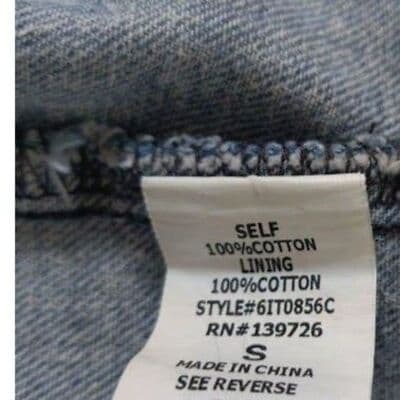 SELF
100%COTTON
LINING
100%COTTON
STYLE#6IT0856C
RN#139726
S
MADE IN CHINA
SEE REVERSE